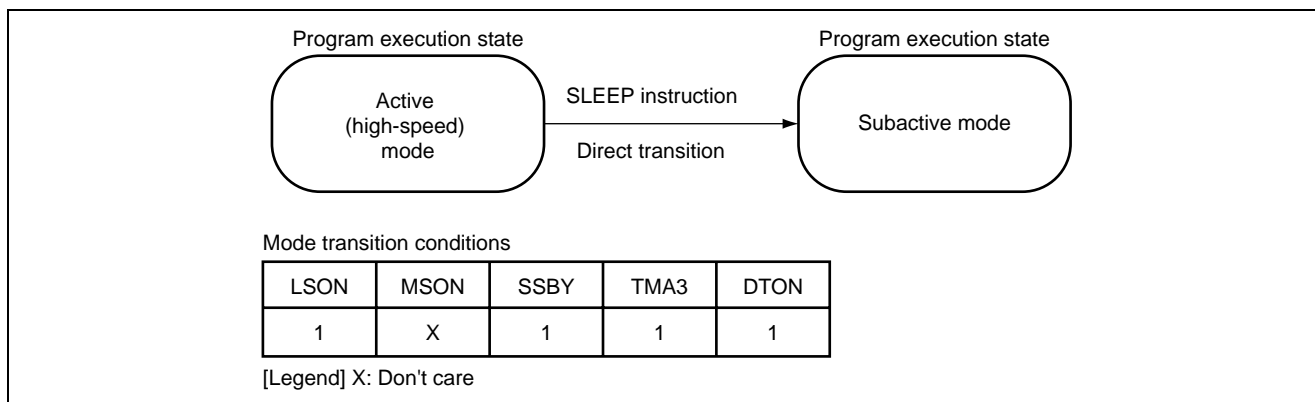 Program execution state
Program execution state
Active
(high-speed)
mode
SLEEP instruction
Direct transition
Subactive mode
Mode transition conditions
LSON MSON SSBY TMA3 DTON
1 X 1 1 1
[Legend] X: Don't care